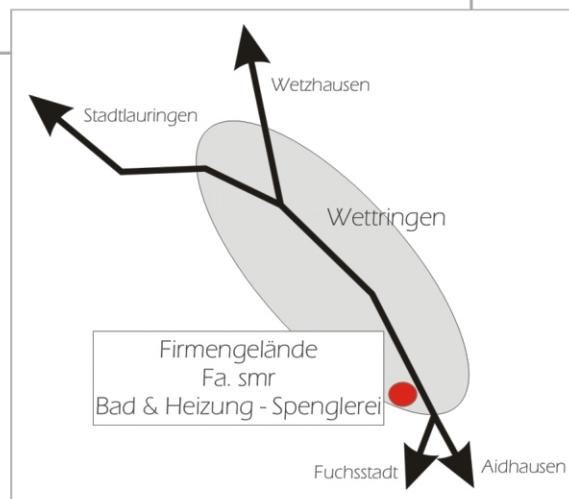 Wetzhausen
Stadtlauringen
Wettringen
Firmengelände
Fa. smr
Bad & Heizung - Spenglerei
Fuchsstadt
Aidhausen